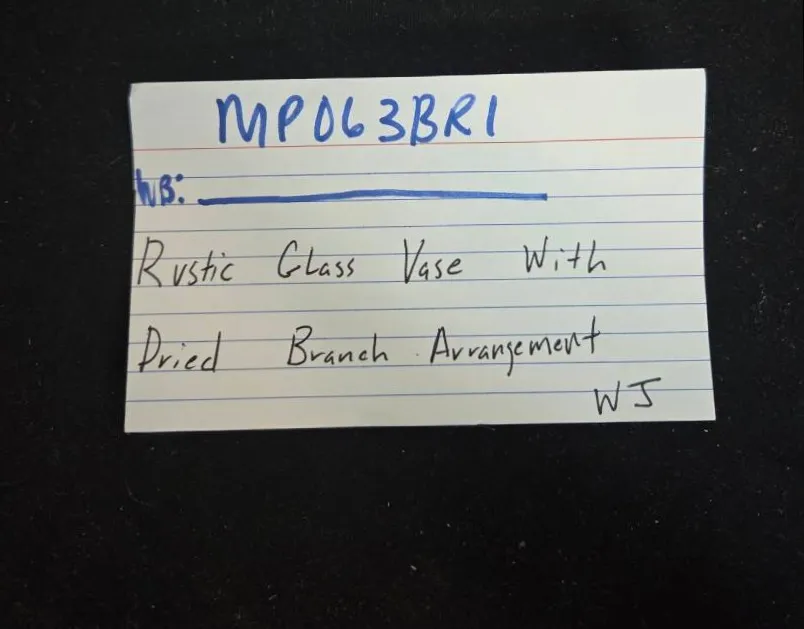 MP063BR1
WB:
Rustic Glass Vase With
Dried Branch Arrangement
WJ